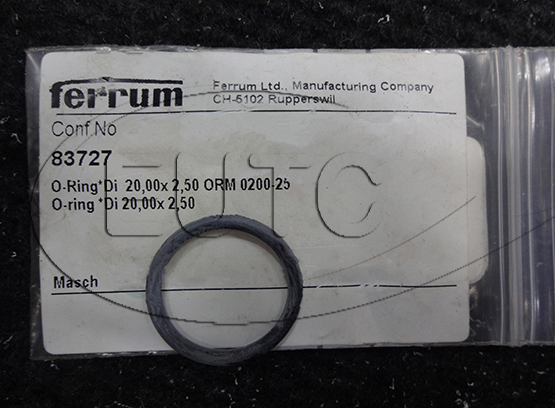 ferrum
Ferrum Ltd., Manufacturing Company
CH-5102 Rupperswil
Conf.No
83727
O-Ring*Di 20,00x 2,50 ORM 0200-25
O-ring *Di 20,00x 2,50
Masch
EUTC